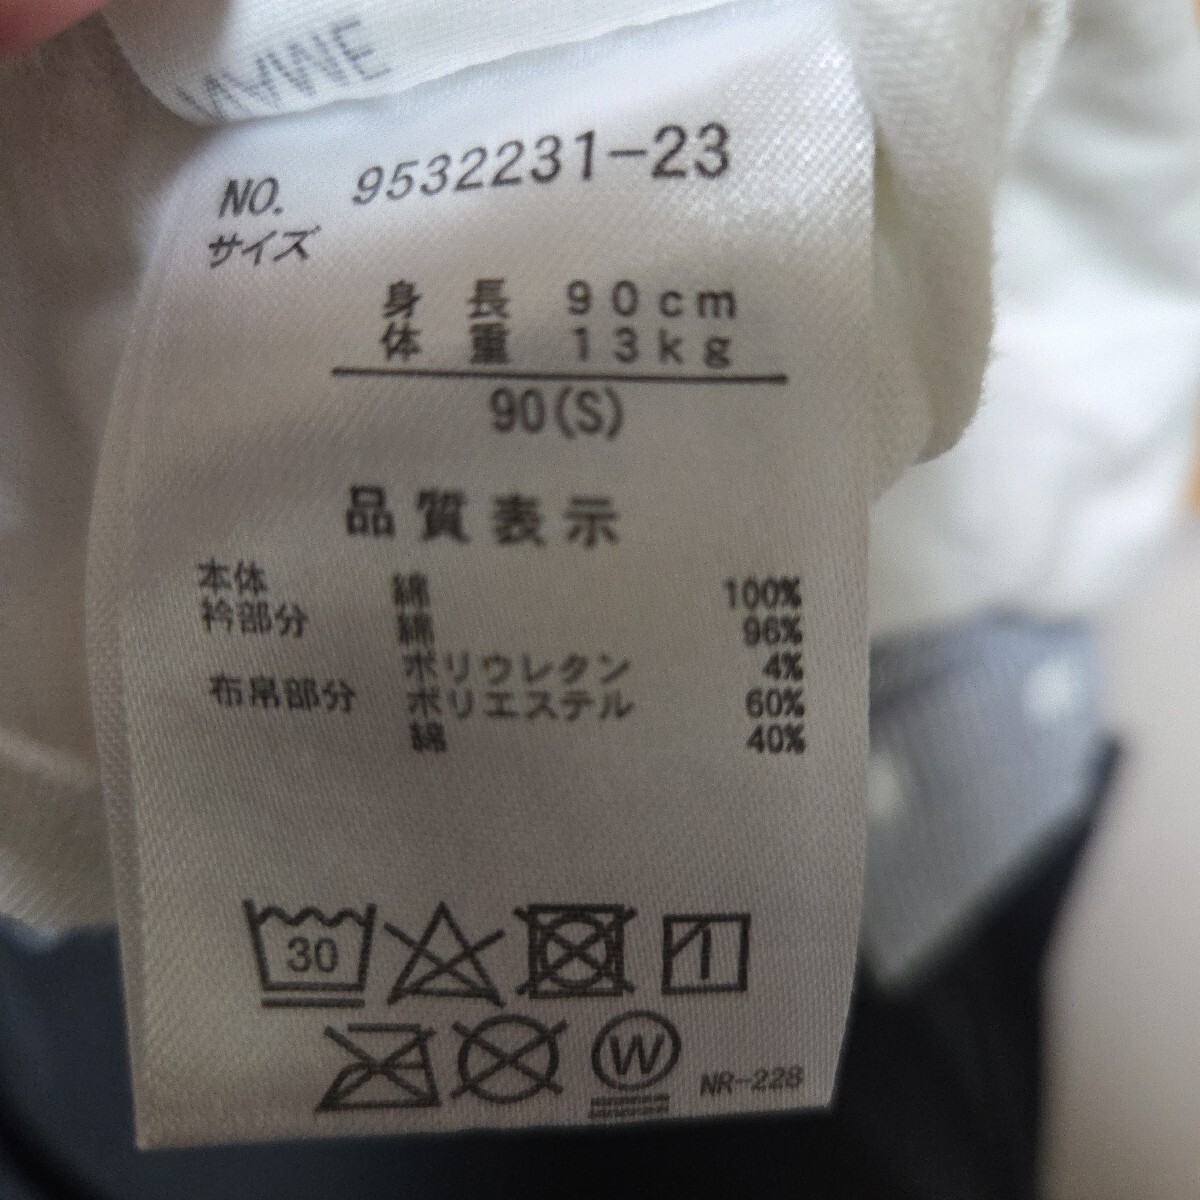 NO. 9532231-23
サイズ
身長 90cm
体重 13kg
90(S)
品質表示
本体 綿 100%
衿部分 綿 96%
ポリウレタン 4%
布帛部分 ポリエステル 60%
綿 40%
30
W
NR-228